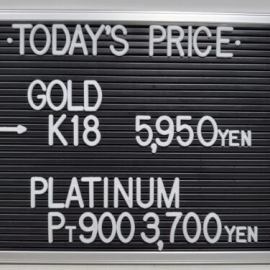 ·TODAY'S PRICE·
GOLD
→ K18 5,950YEN
PLATINUM
PT900 3,700YEN